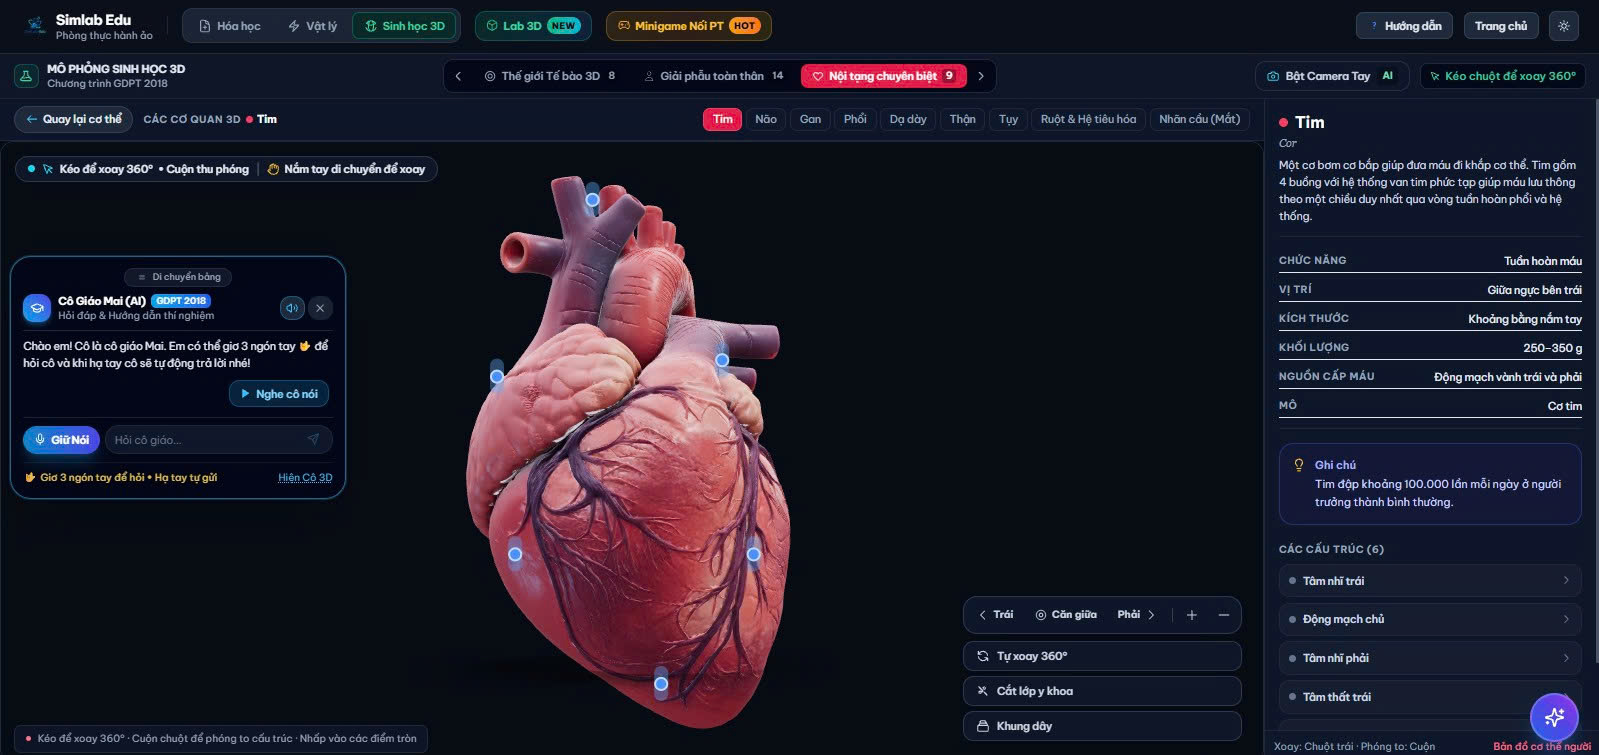 Simlab Edu
Phòng thực hành ảo
Hóa học
Vật lý
Sinh học 3D
Lab 3D NEW
Minigame Nối PT HOT
? Hướng dẫn
Trang chủ
MÔ PHỎNG SINH HỌC 3D
Chương trình GDPT 2018
Thế giới Tế bào 3D 8
Giải phẫu toàn thân 14
Nội tạng chuyên biệt 9
Bật Camera Tay AI
Kéo chuột để xoay 360°
← Quay lại cơ thể
CÁC CƠ QUAN 3D • Tim
Tim
Não
Gan
Phổi
Dạ dày
Thận
Tụy
Ruột & Hệ tiêu hóa
Nhãn cầu (Mắt)
Kéo để xoay 360° • Cuộn thu phóng | Nắm tay di chuyển để xoay
Di chuyển bảng
Cô Giáo Mai (AI) GDPT 2018
Hỏi đáp & Hướng dẫn thí nghiệm
Chào em! Cô là cô giáo Mai. Em có thể giơ 3 ngón tay 🤟 để
hỏi cô và khi hạ tay cô sẽ tự động trả lời nhé!
Nghe cô nói
Giữ Nói
Hỏi cô giáo...
Giơ 3 ngón tay để hỏi • Hạ tay tự gửi
Hiện Cô 3D
Trái
Căn giữa
Phải
+
−
Tự xoay 360°
Cắt lớp y khoa
Khung dây
Kéo để xoay 360° · Cuộn chuột để phóng to cấu trúc · Nhấp vào các điểm tròn
Tim
Cor
Một cơ bơm cơ bắp giúp đưa máu đi khắp cơ thể. Tim gồm
4 buồng với hệ thống van tim phức tạp giúp máu lưu thông
theo một chiều duy nhất qua vòng tuần hoàn phổi và hệ
thống.
CHỨC NĂNG Tuần hoàn máu
VỊ TRÍ Giữa ngực bên trái
KÍCH THƯỚC Khoảng bằng nắm tay
KHỐI LƯỢNG 250–350 g
NGUỒN CẤP MÁU Động mạch vành trái và phải
MÔ Cơ tim
Ghi chú
Tim đập khoảng 100.000 lần mỗi ngày ở người
trưởng thành bình thường.
CÁC CẤU TRÚC (6)
Tâm nhĩ trái
Động mạch chủ
Tâm nhĩ phải
Tâm thất trái
Xoay: Chuột trái · Phóng to: Cuộn
Bản đồ cơ thể người